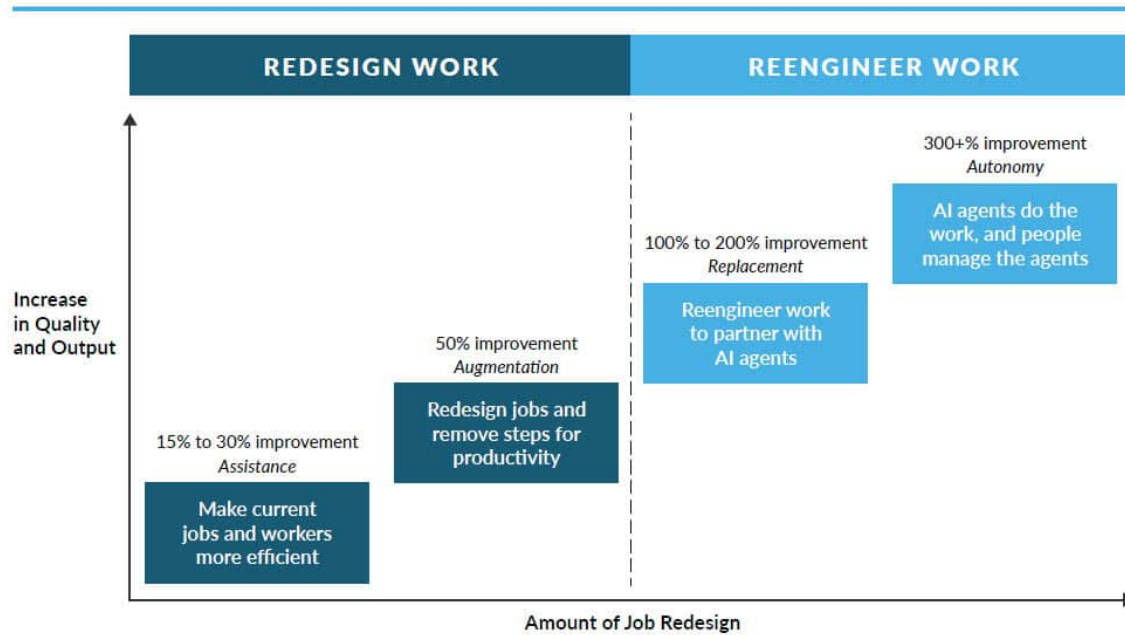 REDESIGN WORK
REENGINEER WORK
Increase
in Quality
and Output
15% to 30% improvement
Assistance
Make current
jobs and workers
more efficient
50% improvement
Augmentation
Redesign jobs and
remove steps for
productivity
100% to 200% improvement
Replacement
Reengineer work
to partner with
AI agents
300+% improvement
Autonomy
AI agents do the
work, and people
manage the agents
Amount of Job Redesign